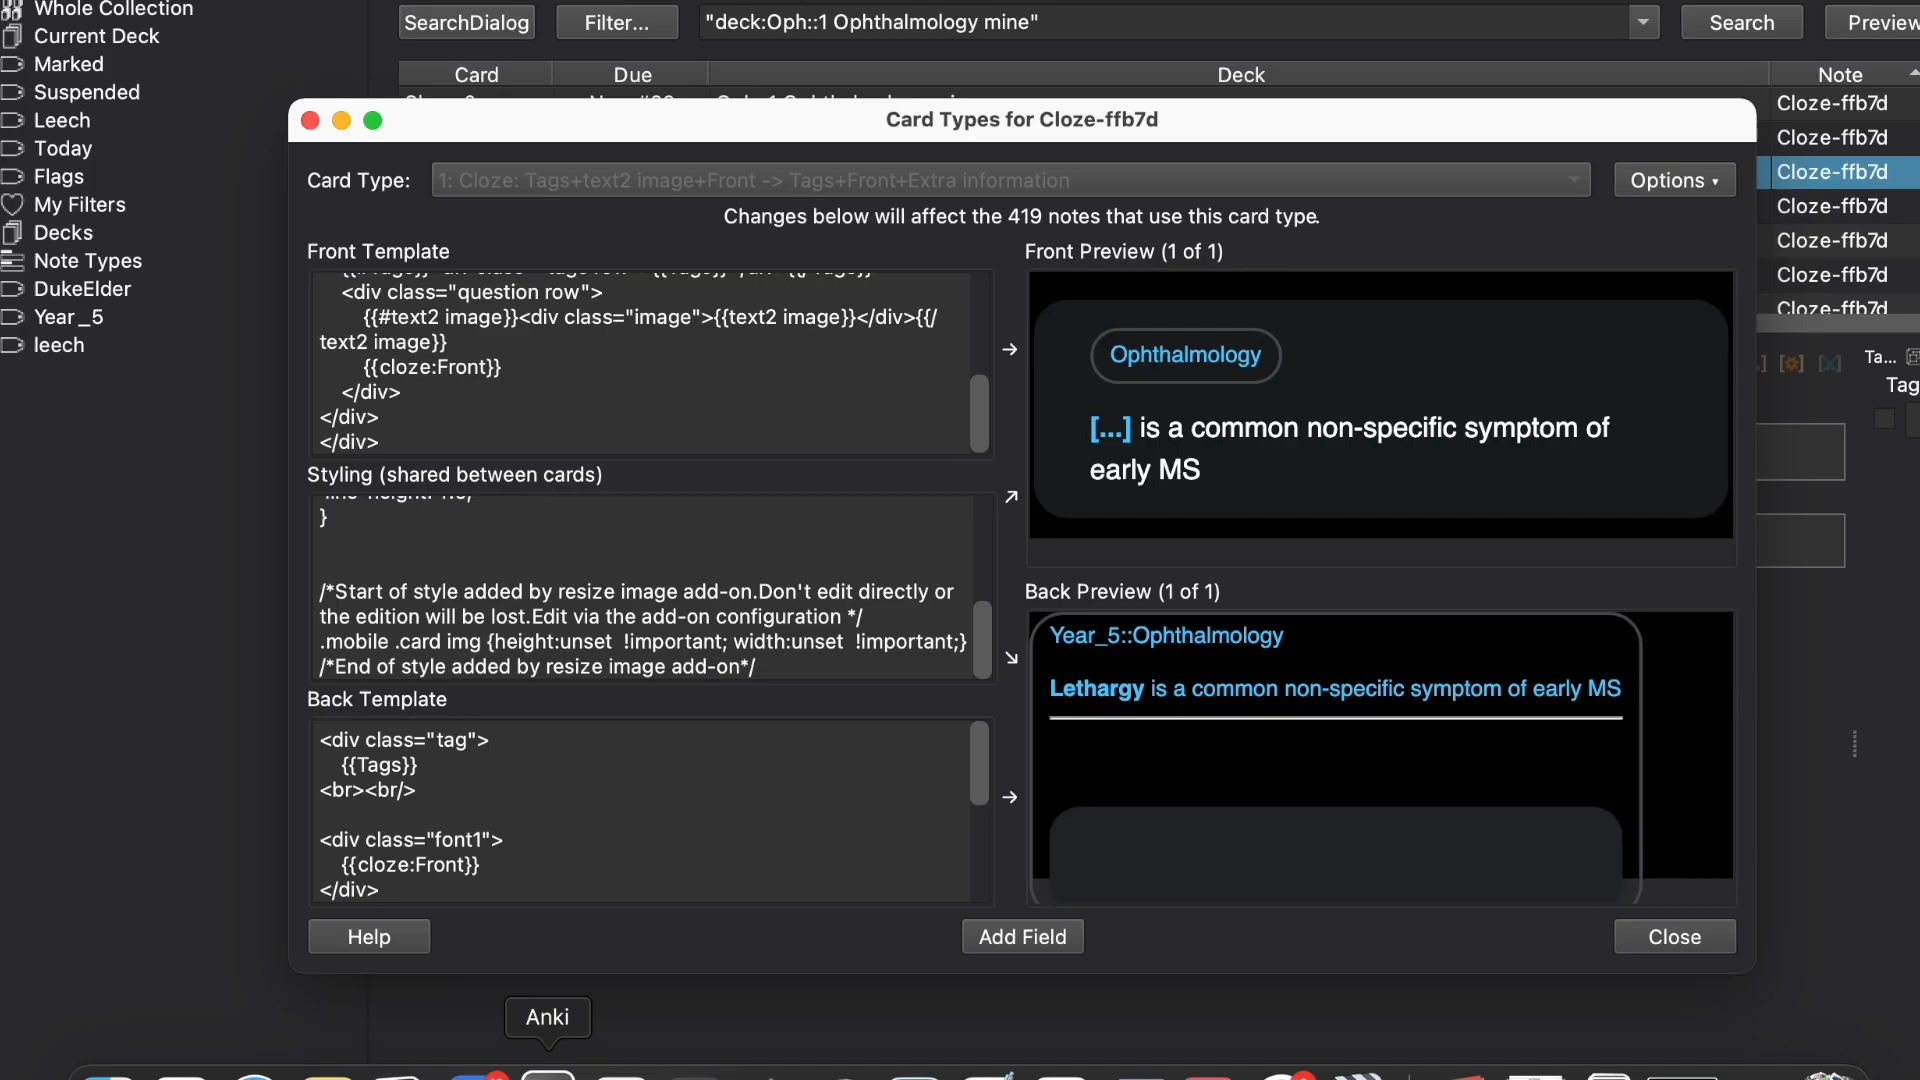 Whole Collection
Current Deck
Marked
Suspended
Leech
Today
Flags
My Filters
Decks
Note Types
DukeElder
Year_5
leech
SearchDialog
Filter...
"deck:Oph::1 Ophthalmology mine"
Search
Preview
Card
Due
Deck
Note
Cloze-ffb7d
Cloze-ffb7d
Cloze-ffb7d
Cloze-ffb7d
Cloze-ffb7d
Cloze-ffb7d
Cloze-ffb7d
Ta...
Tag
Card Types for Cloze-ffb7d
Card Type:
1: Cloze: Tags+text2 image+Front -> Tags+Front+Extra information
Options ▾
Changes below will affect the 419 notes that use this card type.
Front Template
<div class="question row">
{{#text2 image}}<div class="image">{{text2 image}}</div>{{/
text2 image}}
{{cloze:Front}}
</div>
</div>
</div>
Styling (shared between cards)
}
/*Start of style added by resize image add-on.Don't edit directly or
the edition will be lost.Edit via the add-on configuration */
.mobile .card img {height:unset !important; width:unset !important;}
/*End of style added by resize image add-on*/
Back Template
<div class="tag">
{{Tags}}
<br><br/>
<div class="font1">
{{cloze:Front}}
</div>
Front Preview (1 of 1)
Ophthalmology
[...] is a common non-specific symptom of
early MS
Back Preview (1 of 1)
Year_5::Ophthalmology
Lethargy is a common non-specific symptom of early MS
Help
Add Field
Close
Anki